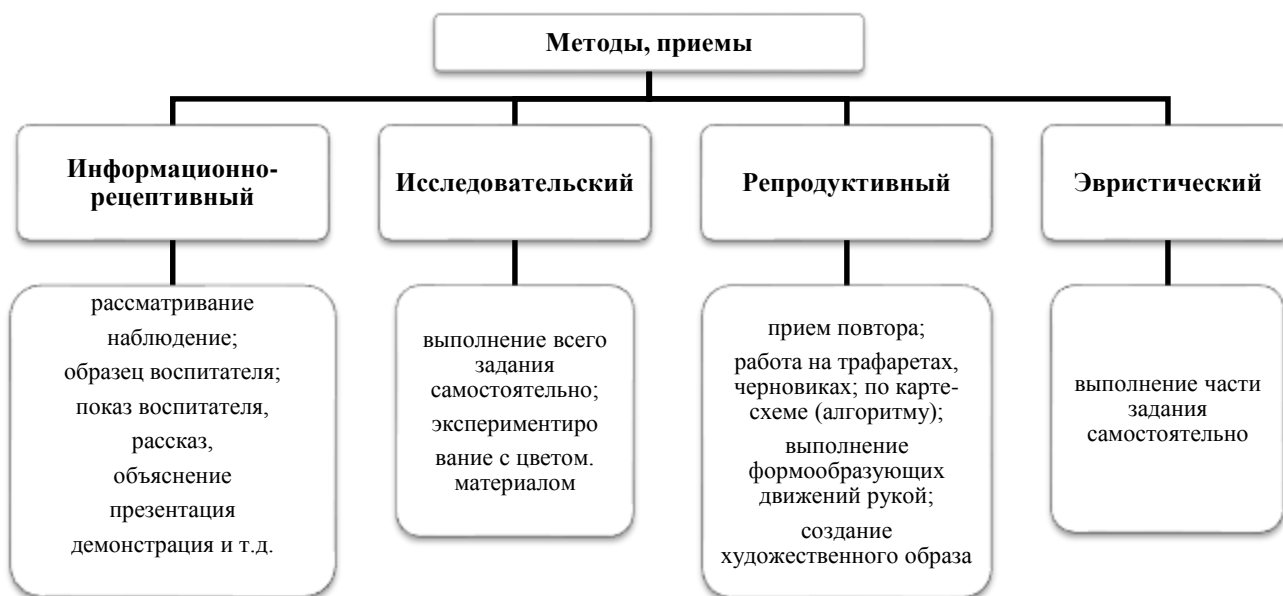 Методы, приемы
Информационно-
рецептивный
Исследовательский
Репродуктивный
Эвристический
рассматривание
наблюдение;
образец воспитателя;
показ воспитателя,
рассказ,
объяснение
презентация
демонстрация и т.д.
выполнение всего
задания
самостоятельно;
экспериментиро
вание с цветом.
материалом
прием повтора;
работа на трафаретах,
черновиках; по карте-
схеме (алгоритму);
выполнение
формообразующих
движений рукой;
создание
художественного образа
выполнение части
задания
самостоятельно